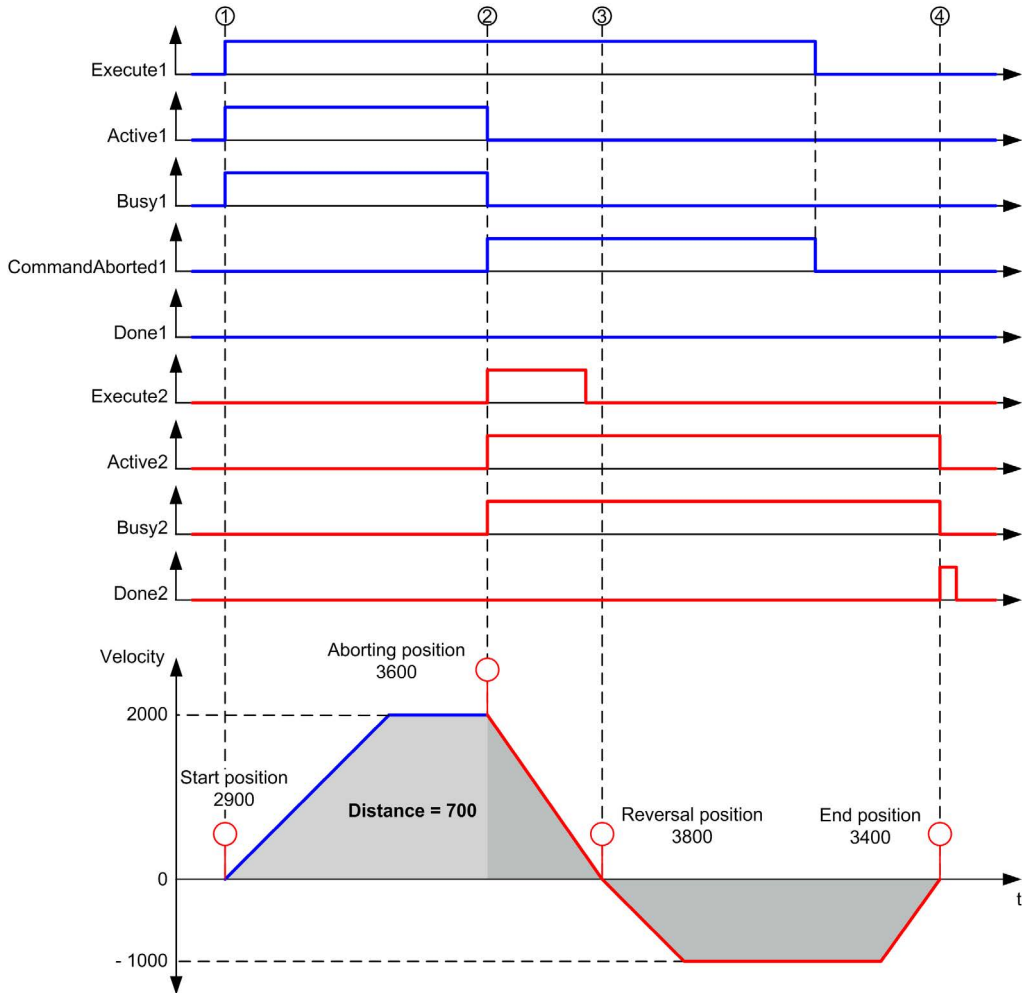 ① ② ③ ④
Execute1
Active1
Busy1
CommandAborted1
Done1
Execute2
Active2
Busy2
Done2
Velocity
Aborting position
3600
2000
Start position
2900
Distance = 700
Reversal position
3800
End position
3400
0
t
- 1000